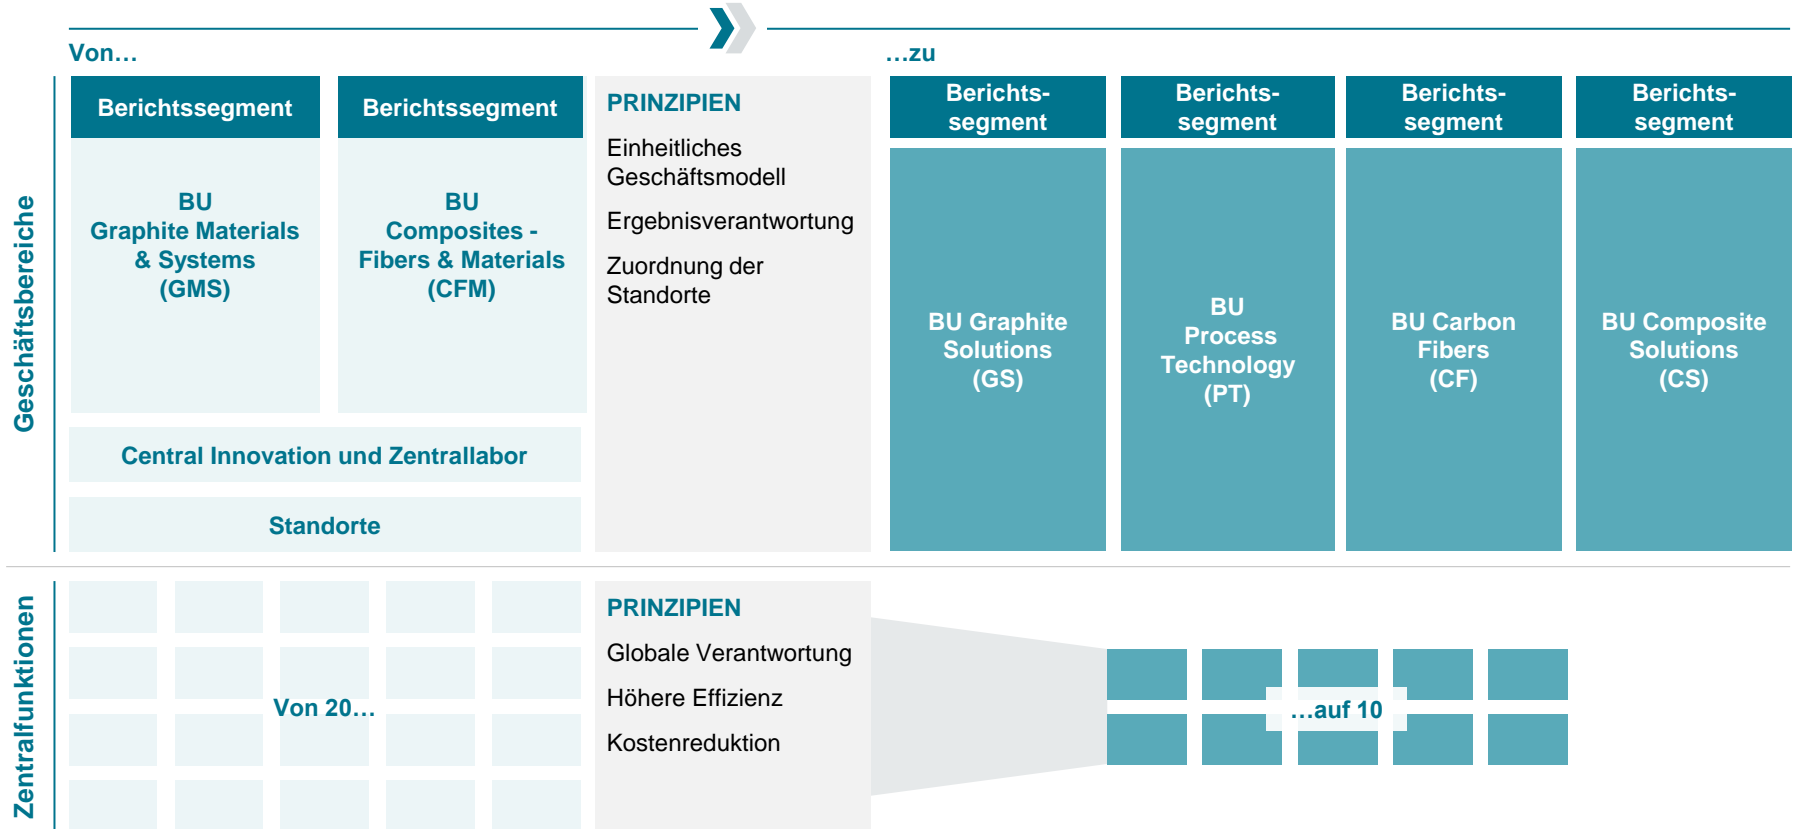 Von…
…zu
Geschäftsbereiche
Berichtssegment
BU
Graphite Materials
& Systems
(GMS)
Berichtssegment
BU
Composites -
Fibers & Materials
(CFM)
Central Innovation und Zentrallabor
Standorte
PRINZIPIEN
Einheitliches
Geschäftsmodell
Ergebnisverantwortung
Zuordnung der
Standorte
Berichts-
segment
BU Graphite
Solutions
(GS)
Berichts-
segment
BU
Process
Technology
(PT)
Berichts-
segment
BU Carbon
Fibers
(CF)
Berichts-
segment
BU Composite
Solutions
(CS)
Zentralfunktionen
Von 20…
PRINZIPIEN
Globale Verantwortung
Höhere Effizienz
Kostenreduktion
…auf 10